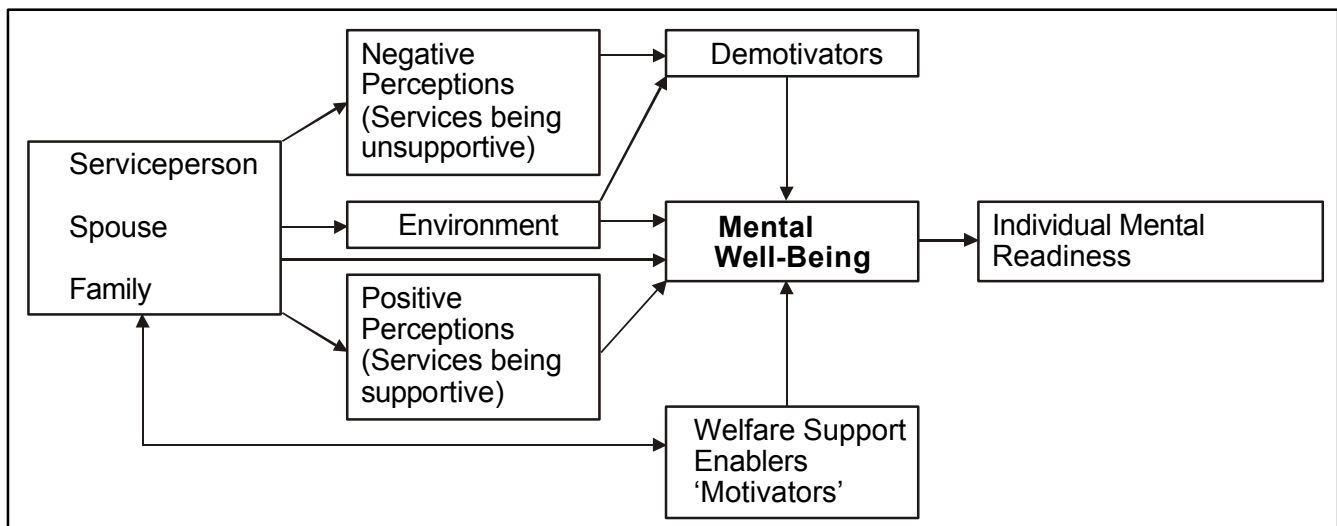 Serviceperson
Spouse
Family
Negative
Perceptions
(Services being
unsupportive)
Environment
Positive
Perceptions
(Services being
supportive)
Demotivators
Mental
Well-Being
Welfare Support
Enablers
‘Motivators’
Individual Mental
Readiness